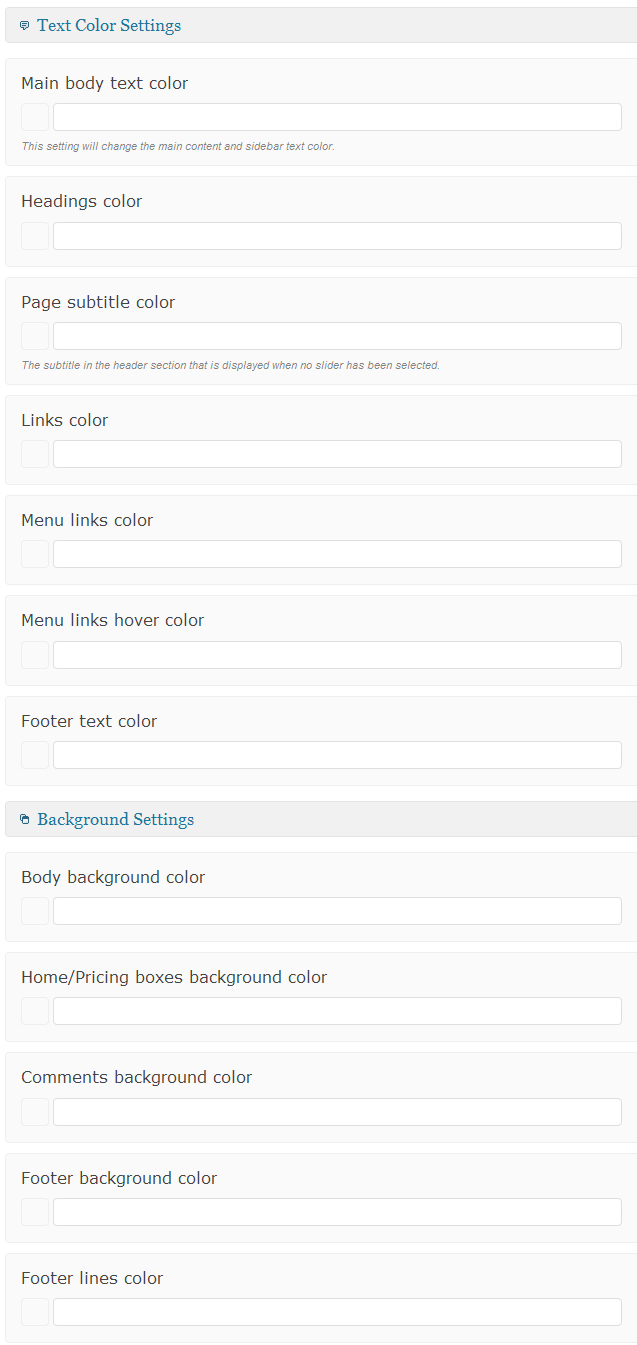 Text Color Settings
Main body text color
This setting will change the main content and sidebar text color.
Headings color
Page subtitle color
The subtitle in the header section that is displayed when no slider has been selected.
Links color
Menu links color
Menu links hover color
Footer text color
Background Settings
Body background color
Home/Pricing boxes background color
Comments background color
Footer background color
Footer lines color